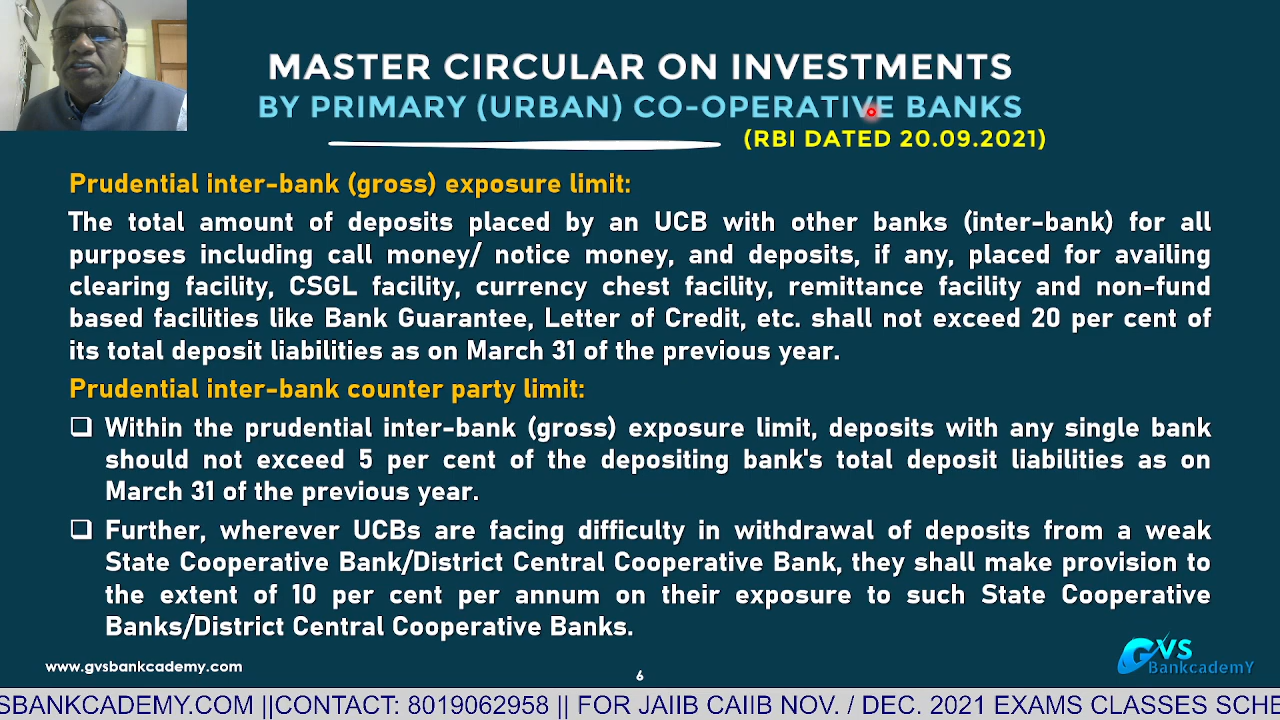 MASTER CIRCULAR ON INVESTMENTS
BY PRIMARY (URBAN) CO-OPERATIVE BANKS
(RBI DATED 20.09.2021)
Prudential inter-bank (gross) exposure limit:
The total amount of deposits placed by an UCB with other banks (inter-bank) for all
purposes including call money/ notice money, and deposits, if any, placed for availing
clearing facility, CSGL facility, currency chest facility, remittance facility and non-fund
based facilities like Bank Guarantee, Letter of Credit, etc. shall not exceed 20 per cent of
its total deposit liabilities as on March 31 of the previous year.
Prudential inter-bank counter party limit:
Within the prudential inter-bank (gross) exposure limit, deposits with any single bank
should not exceed 5 per cent of the depositing bank's total deposit liabilities as on
March 31 of the previous year.
Further, wherever UCBs are facing difficulty in withdrawal of deposits from a weak
State Cooperative Bank/District Central Cooperative Bank, they shall make provision to
the extent of 10 per cent per annum on their exposure to such State Cooperative
Banks/District Central Cooperative Banks.
www.gvsbankcademy.com
6
GVS
BankcademY
SBANKCADEMY.COM ||CONTACT: 8019062958 || FOR JAIIB CAIIB NOV. / DEC. 2021 EXAMS CLASSES SCHE